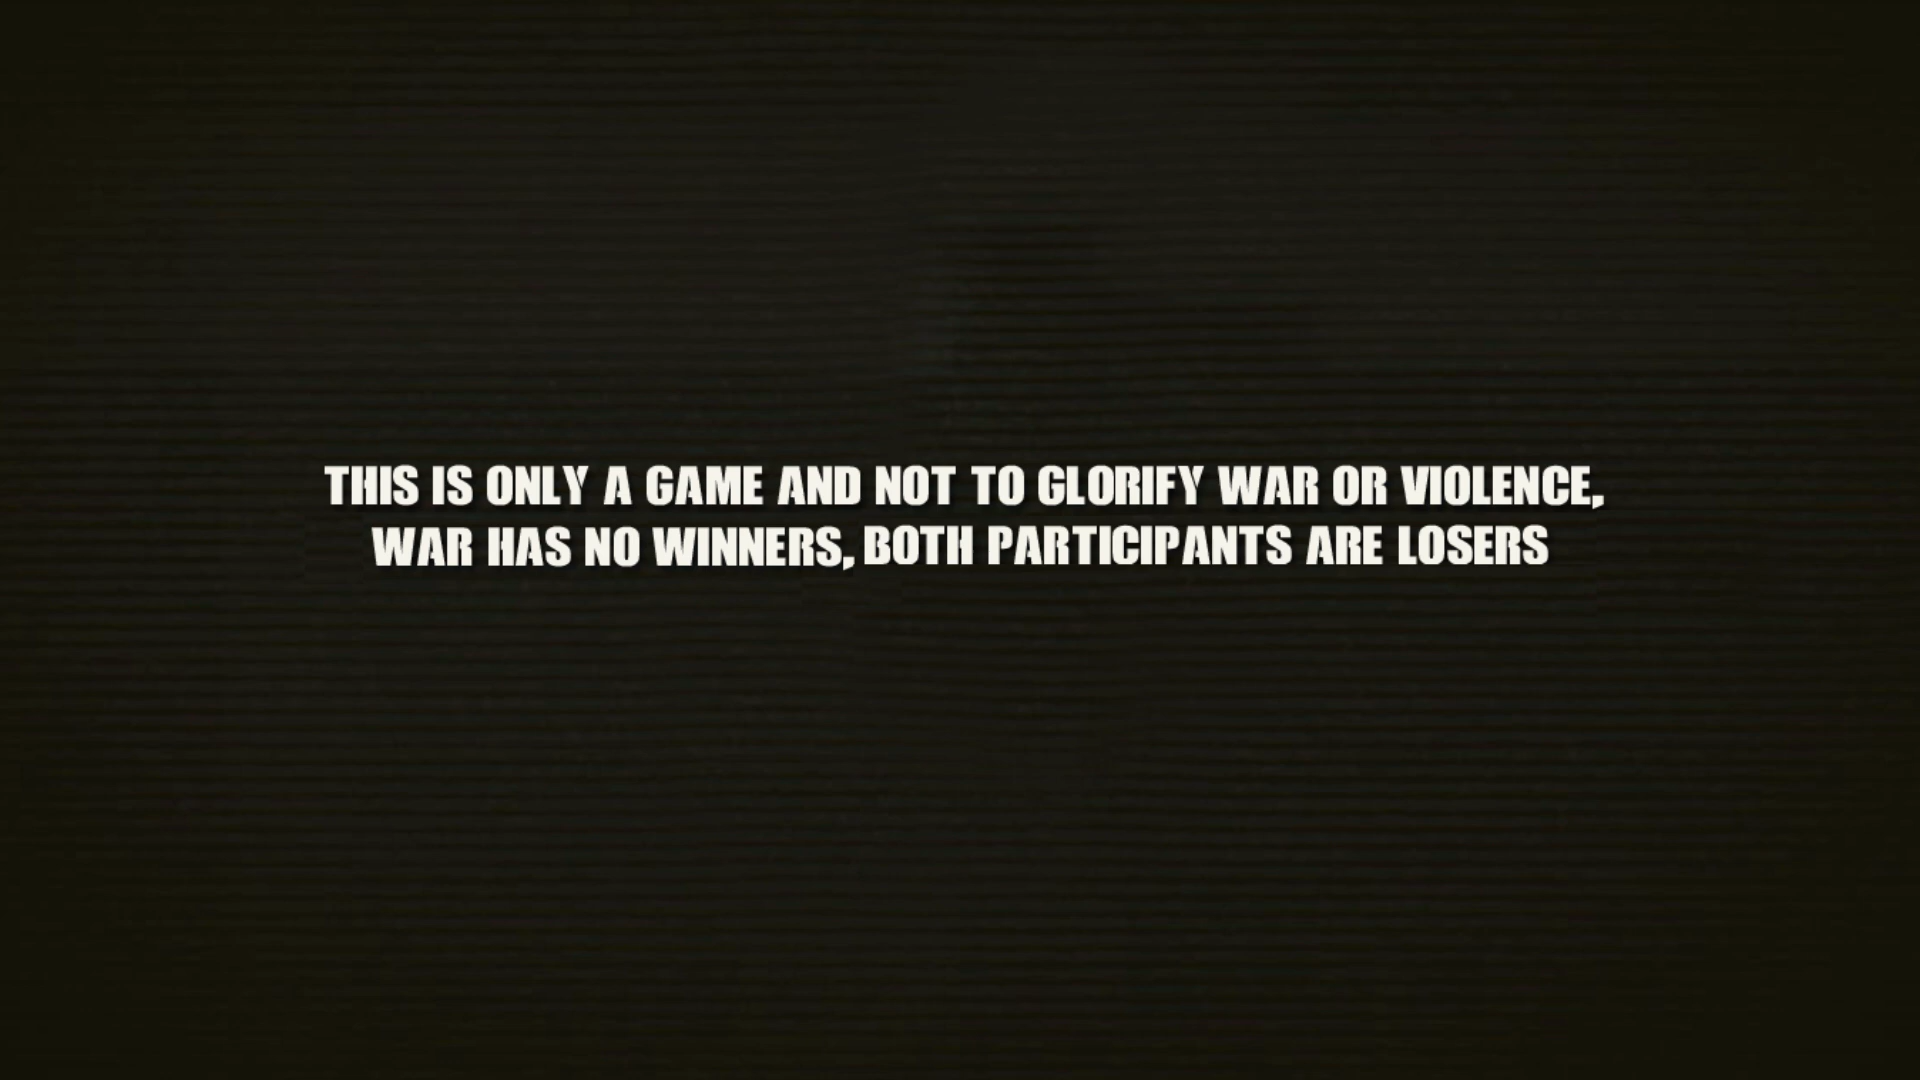 THIS IS ONLY A GAME AND NOT TO GLORIFY WAR OR VIOLENCE,
WAR HAS NO WINNERS, BOTH PARTICIPANTS ARE LOSERS